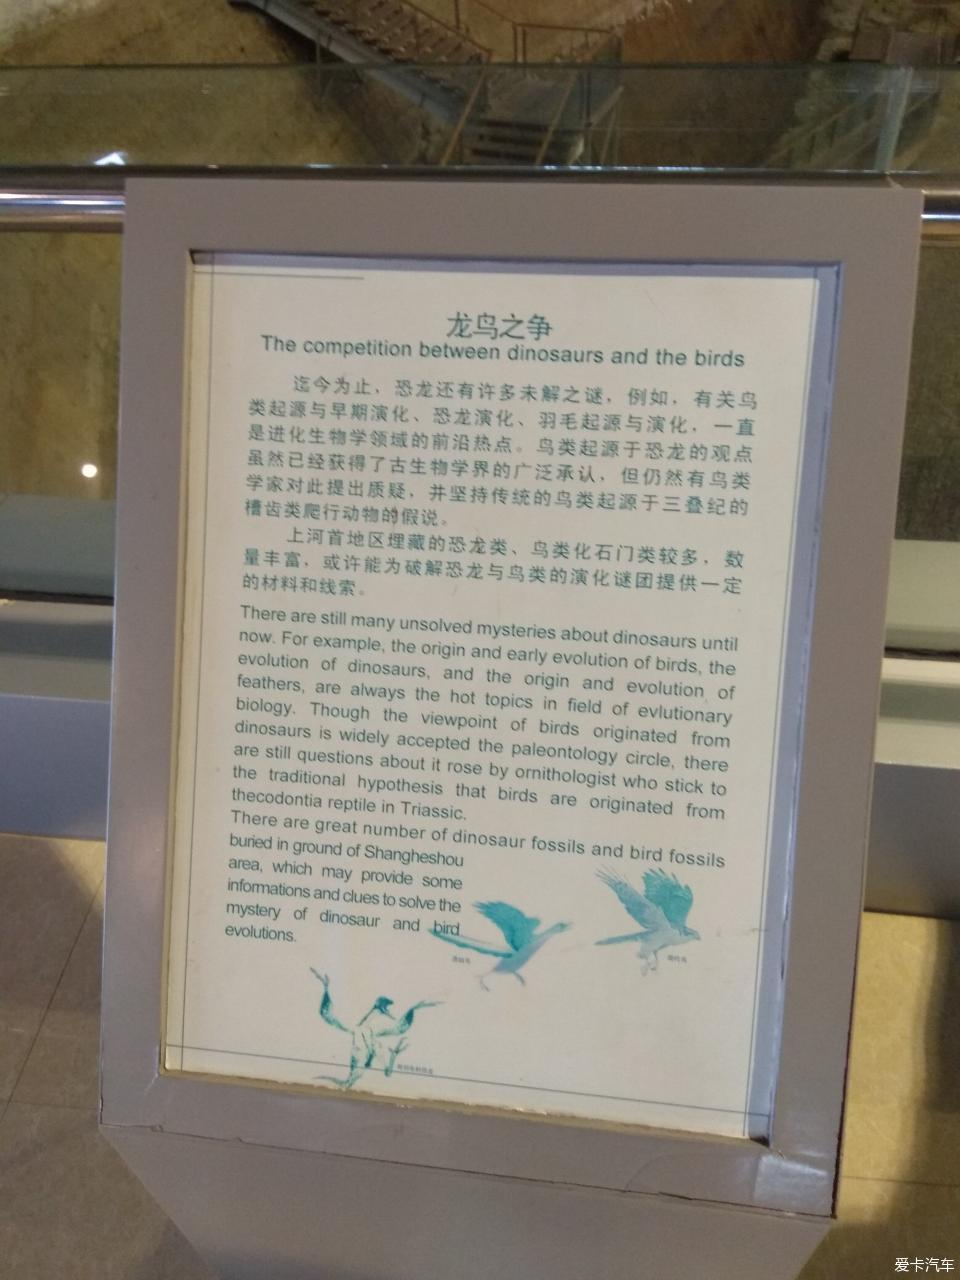 龙鸟之争
The competition between dinosaurs and the birds
迄今为止，恐龙还有许多未解之谜，例如，有关鸟
类起源与早期演化、恐龙演化、羽毛起源与演化，一直
是进化生物学领域的前沿热点。鸟类起源于恐龙的观点
虽然已经获得了古生物学界的广泛承认，但仍然有鸟类
学家对此提出质疑，并坚持传统的鸟类起源于三叠纪的
槽齿类爬行动物的假说。
上河首地区埋藏的恐龙类、鸟类化石门类较多，数
量丰富，或许能为破解恐龙与鸟类的演化谜团提供一定
的材料和线索。
There are still many unsolved mysteries about dinosaurs until
now. For example, the origin and early evolution of birds, the
evolution of dinosaurs, and the origin and evolution of
feathers, are always the hot topics in field of evlutionary
biology. Though the viewpoint of birds originated from
dinosaurs is widely accepted the paleontology circle, there
are still questions about it rose by ornithologist who stick to
the traditional hypothesis that birds are originated from
thecodontia reptile in Triassic.
There are great number of dinosaur fossils and bird fossils
buried in ground of Shangheshou
area, which may provide some
informations and clues to solve the
mystery of dinosaur and bird
evolutions.
爱卡汽车